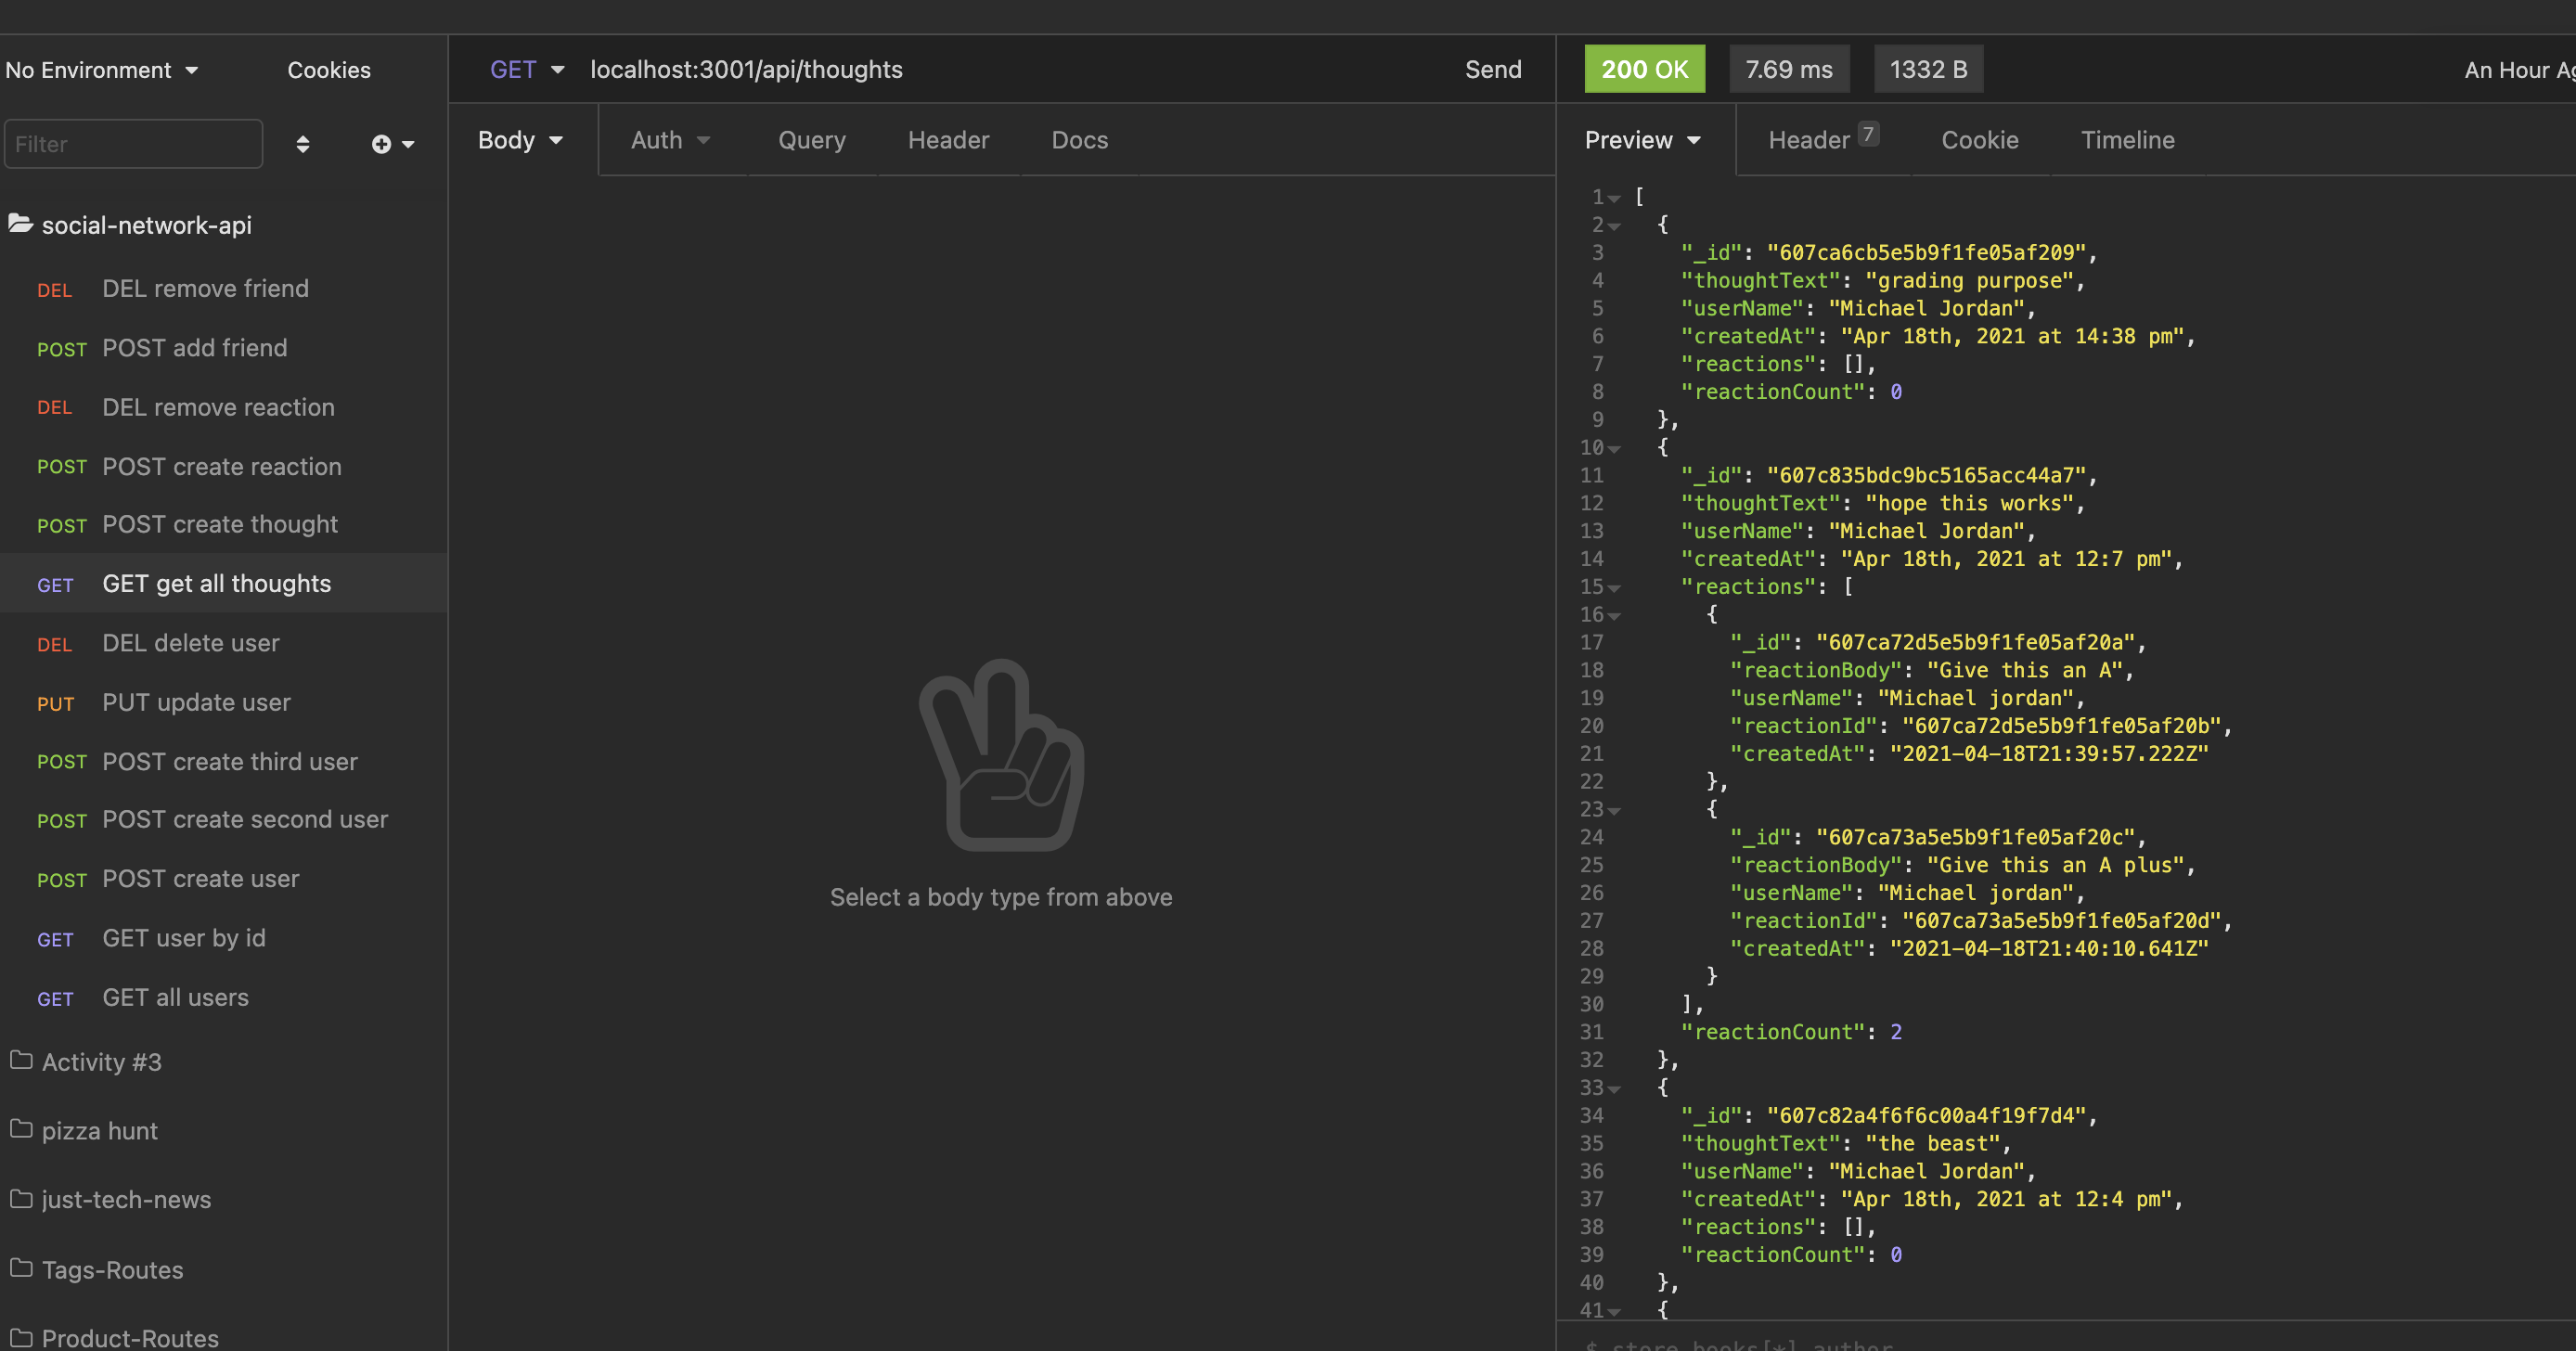 No Environment Cookies
Filter
social-network-api
DEL DEL remove friend
POST POST add friend
DEL DEL remove reaction
POST POST create reaction
POST POST create thought
GET GET get all thoughts
DEL DEL delete user
PUT PUT update user
POST POST create third user
POST POST create second user
POST POST create user
GET GET user by id
GET GET all users
Activity #3
pizza hunt
just-tech-news
Tags-Routes
Product-Routes
GET localhost:3001/api/thoughts Send
Body Auth Query Header Docs
Select a body type from above
200 OK 7.69 ms 1332 B An Hour Ag
Preview Header 7 Cookie Timeline
1 [
2 {
3 "_id": "607ca6cb5e5b9f1fe05af209",
4 "thoughtText": "grading purpose",
5 "userName": "Michael Jordan",
6 "createdAt": "Apr 18th, 2021 at 14:38 pm",
7 "reactions": [],
8 "reactionCount": 0
9 },
10 {
11 "_id": "607c835bdc9bc5165acc44a7",
12 "thoughtText": "hope this works",
13 "userName": "Michael Jordan",
14 "createdAt": "Apr 18th, 2021 at 12:7 pm",
15 "reactions": [
16 {
17 "_id": "607ca72d5e5b9f1fe05af20a",
18 "reactionBody": "Give this an A",
19 "userName": "Michael jordan",
20 "reactionId": "607ca72d5e5b9f1fe05af20b",
21 "createdAt": "2021-04-18T21:39:57.222Z"
22 },
23 {
24 "_id": "607ca73a5e5b9f1fe05af20c",
25 "reactionBody": "Give this an A plus",
26 "userName": "Michael jordan",
27 "reactionId": "607ca73a5e5b9f1fe05af20d",
28 "createdAt": "2021-04-18T21:40:10.641Z"
29 }
30 ],
31 "reactionCount": 2
32 },
33 {
34 "_id": "607c82a4f6f6c00a4f19f7d4",
35 "thoughtText": "the beast",
36 "userName": "Michael Jordan",
37 "createdAt": "Apr 18th, 2021 at 12:4 pm",
38 "reactions": [],
39 "reactionCount": 0
40 },
41 {
$.store.books[*].author